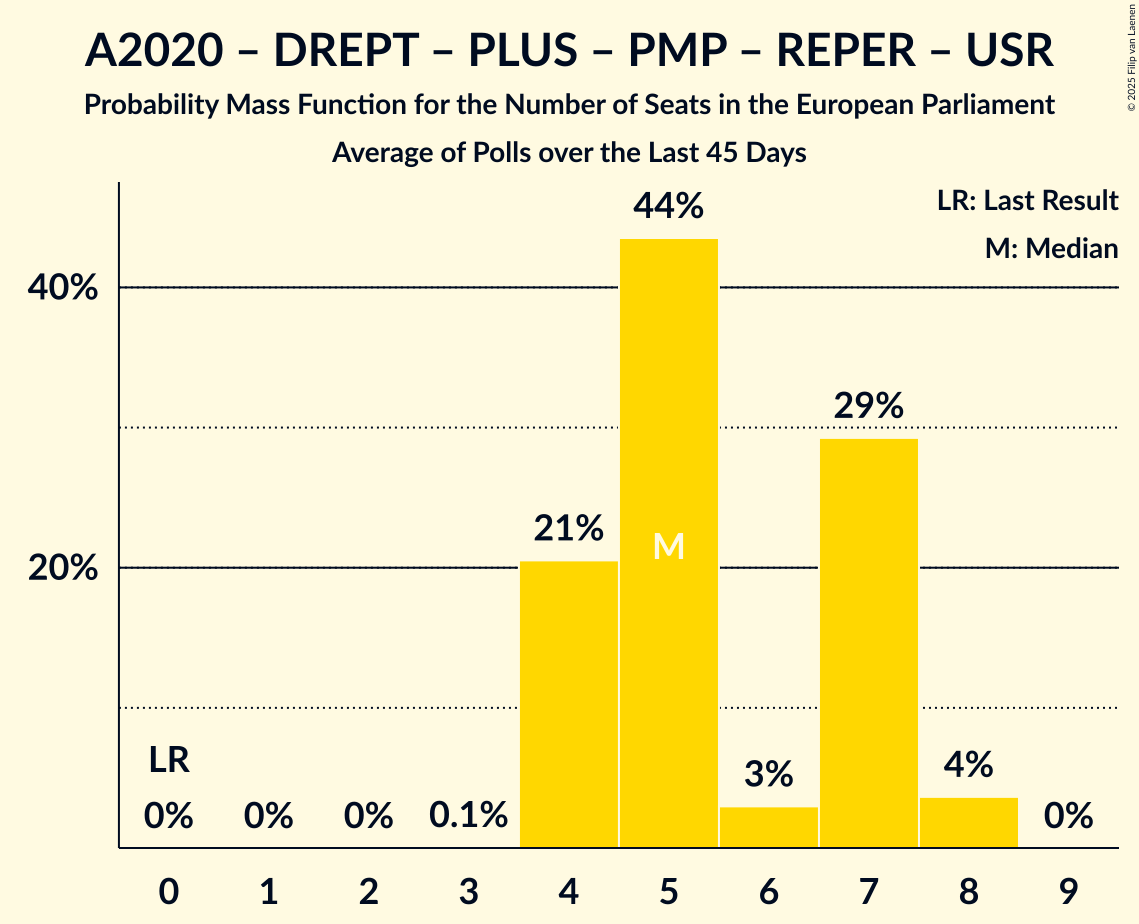 A2020 – DREPT – PLUS – PMP – REPER – USR
Probability Mass Function for the Number of Seats in the European Parliament
Average of Polls over the Last 45 Days
© 2025 Filip van Laenen
LR: Last Result
M: Median
44%
40%
29%
21%
M
20%
LR
3%
4%
0%
0%
0%
0.1%
0%
0
1
2
3
4
5
6
7
8
9